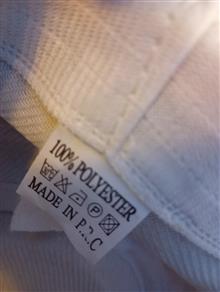 100% POLYESTER
MADE IN P.R.C